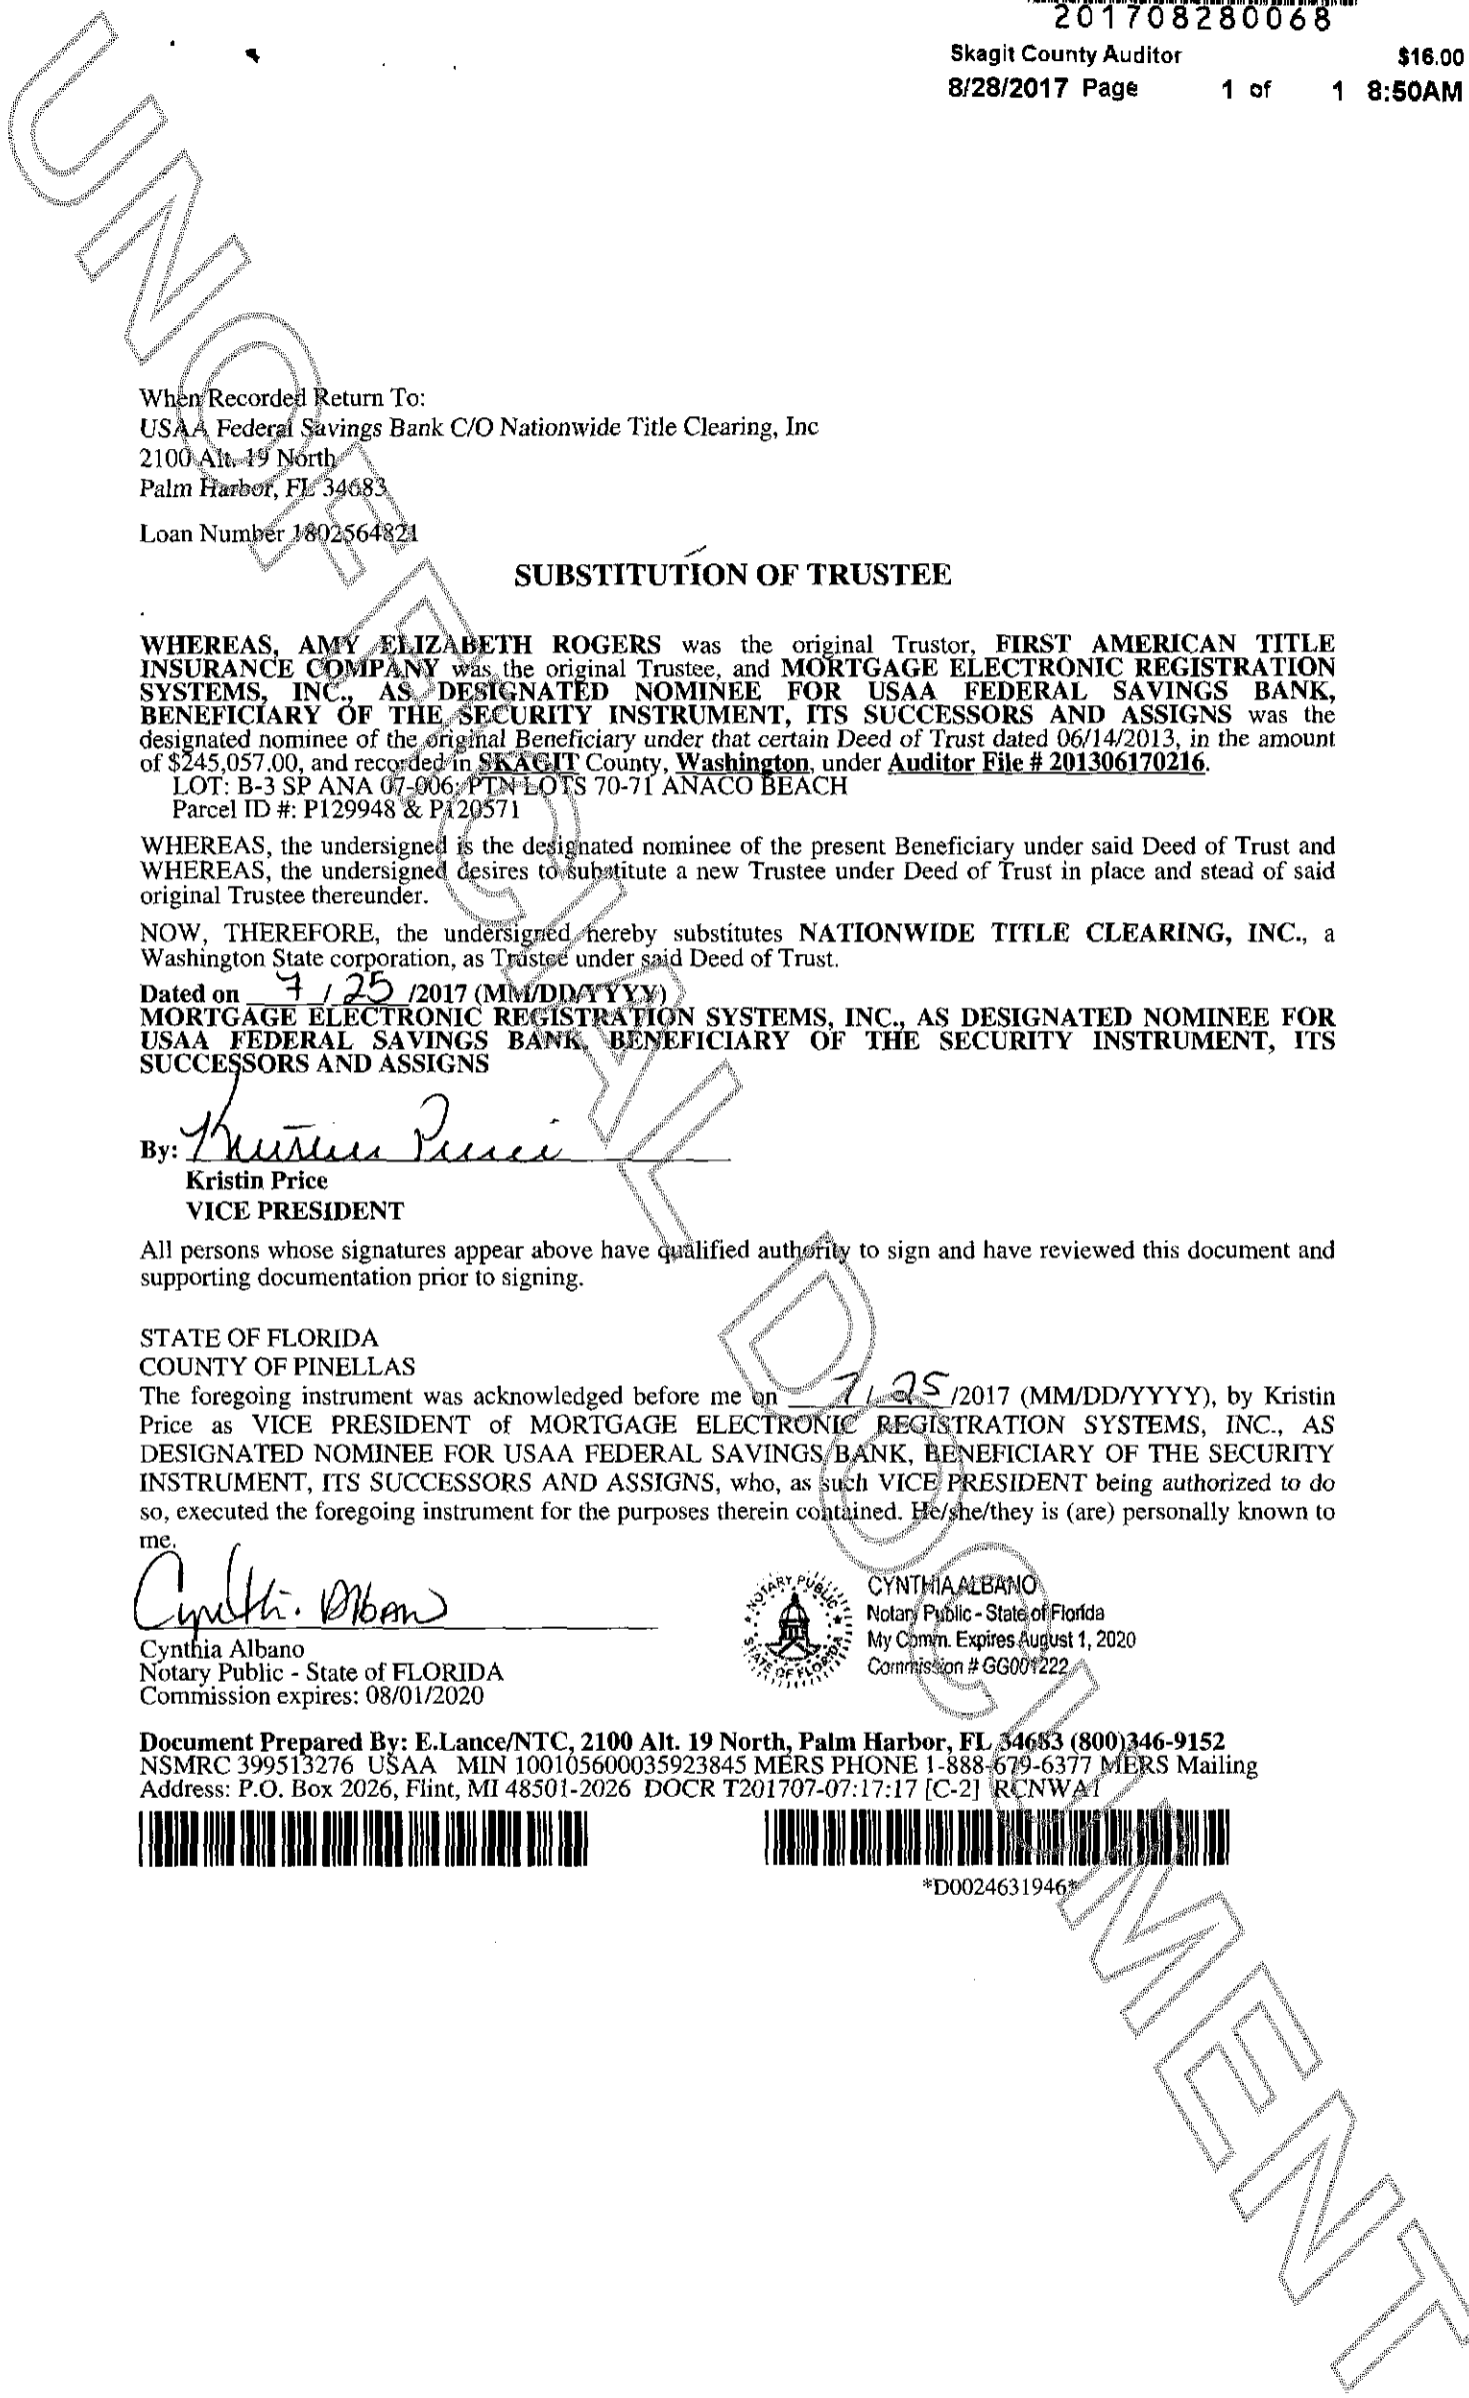 201708280068
Skagit County Auditor $16.00
8/28/2017 Page 1 of 1 8:50AM
When Recorded Return To:
USAA Federal Savings Bank C/O Nationwide Title Clearing, Inc
2100 Alt. 19 North
Palm Harbor, FL 34683
Loan Number 1802564821
SUBSTITUTION OF TRUSTEE
WHEREAS, AMY ELIZABETH ROGERS was the original Trustor, FIRST AMERICAN TITLE
INSURANCE COMPANY was the original Trustee, and MORTGAGE ELECTRONIC REGISTRATION
SYSTEMS, INC., AS DESIGNATED NOMINEE FOR USAA FEDERAL SAVINGS BANK,
BENEFICIARY OF THE SECURITY INSTRUMENT, ITS SUCCESSORS AND ASSIGNS was the
designated nominee of the original Beneficiary under that certain Deed of Trust dated 06/14/2013, in the amount
of $245,057.00, and recorded in SKAGIT County, Washington, under Auditor File # 201306170216.
LOT: B-3 SP ANA 07-006; PTN LOTS 70-71 ANACO BEACH
Parcel ID #: P129948 & P120571
WHEREAS, the undersigned is the designated nominee of the present Beneficiary under said Deed of Trust and
WHEREAS, the undersigned desires to substitute a new Trustee under Deed of Trust in place and stead of said
original Trustee thereunder.
NOW, THEREFORE, the undersigned hereby substitutes NATIONWIDE TITLE CLEARING, INC., a
Washington State corporation, as Trustee under said Deed of Trust.
Dated on 7 / 25 /2017 (MM/DD/YYYY)
MORTGAGE ELECTRONIC REGISTRATION SYSTEMS, INC., AS DESIGNATED NOMINEE FOR
USAA FEDERAL SAVINGS BANK, BENEFICIARY OF THE SECURITY INSTRUMENT, ITS
SUCCESSORS AND ASSIGNS
By: Kristin Price
Kristin Price
VICE PRESIDENT
All persons whose signatures appear above have qualified authority to sign and have reviewed this document and
supporting documentation prior to signing.
STATE OF FLORIDA
COUNTY OF PINELLAS
The foregoing instrument was acknowledged before me on 7 / 25 /2017 (MM/DD/YYYY), by Kristin
Price as VICE PRESIDENT of MORTGAGE ELECTRONIC REGISTRATION SYSTEMS, INC., AS
DESIGNATED NOMINEE FOR USAA FEDERAL SAVINGS BANK, BENEFICIARY OF THE SECURITY
INSTRUMENT, ITS SUCCESSORS AND ASSIGNS, who, as such VICE PRESIDENT being authorized to do
so, executed the foregoing instrument for the purposes therein contained. He/she/they is (are) personally known to
me.
Cynthia Albano
Cynthia Albano
Notary Public - State of FLORIDA
Commission expires: 08/01/2020
NOTARY PUBLIC
STATE OF FLORIDA
CYNTHIA ALBANO
Notary Public - State of Florida
My Comm. Expires August 1, 2020
Commission # GG001222
Document Prepared By: E.Lance/NTC, 2100 Alt. 19 North, Palm Harbor, FL 34683 (800)346-9152
NSMRC 399513276 USAA MIN 100105600035923845 MERS PHONE 1-888-679-6377 MERS Mailing
Address: P.O. Box 2026, Flint, MI 48501-2026 DOCR T201707-07:17:17 [C-2] RCNWA1
*D0024631946*
UNOFFICIAL DOCUMENT